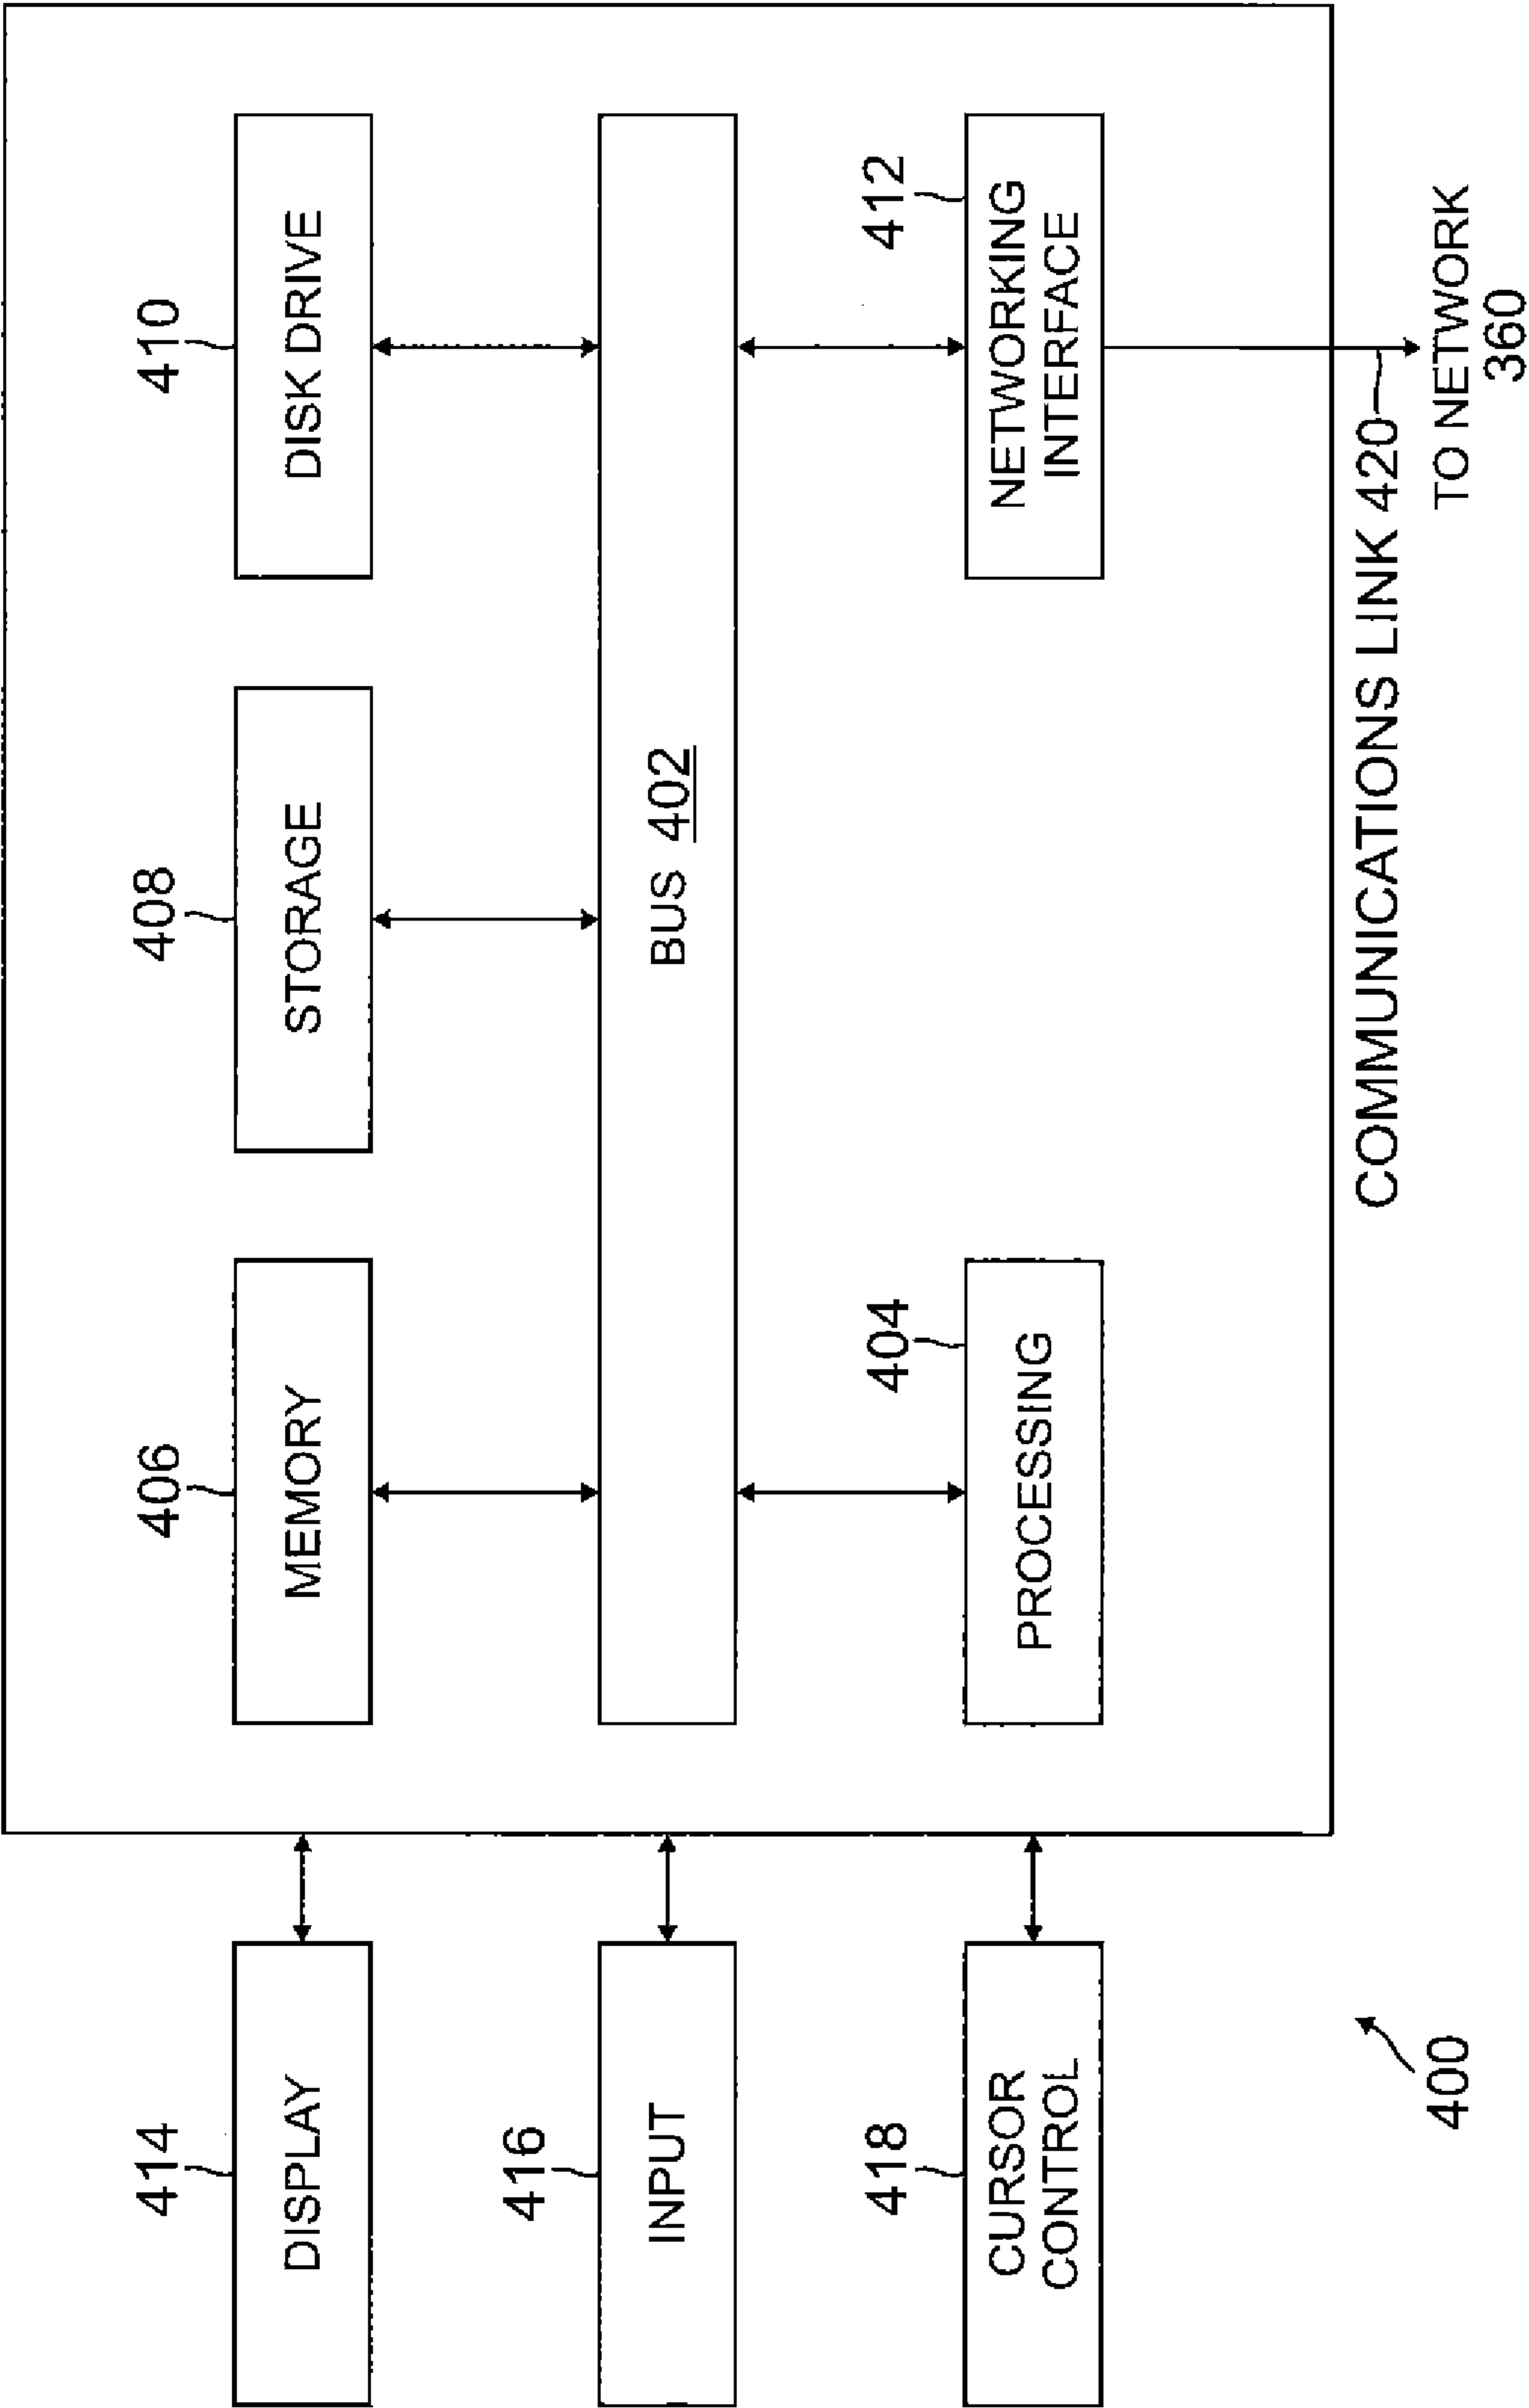 414
DISPLAY
406
MEMORY
408
STORAGE
410
DISK DRIVE
416
INPUT
BUS 402
418
CURSOR
CONTROL
404
PROCESSING
412
NETWORKING
INTERFACE
COMMUNICATIONS LINK 420
TO NETWORK
360
400